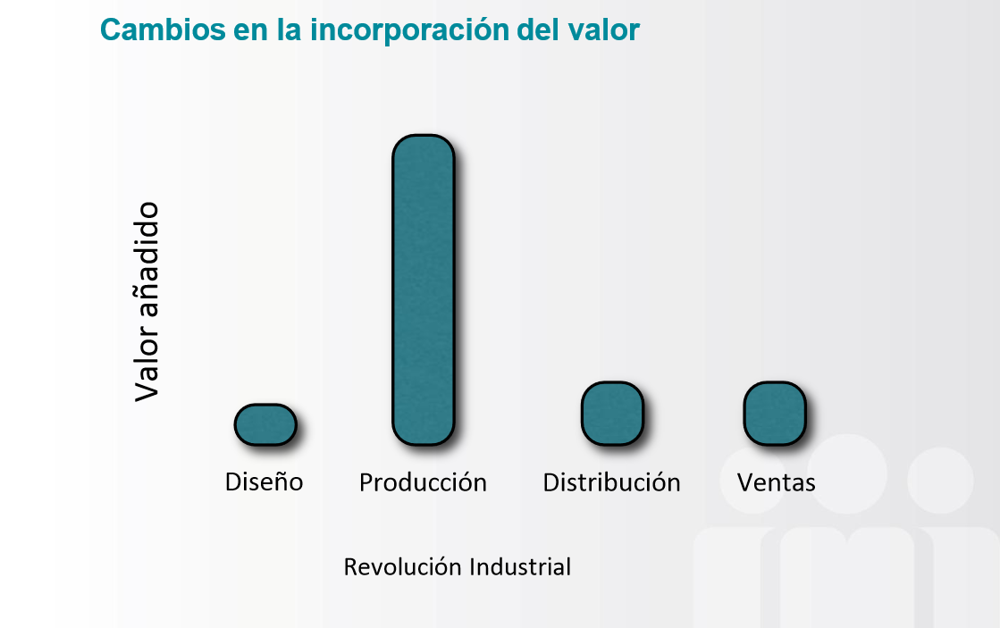 Cambios en la incorporación del valor
Valor añadido
Diseño
Producción
Distribución
Ventas
Revolución Industrial